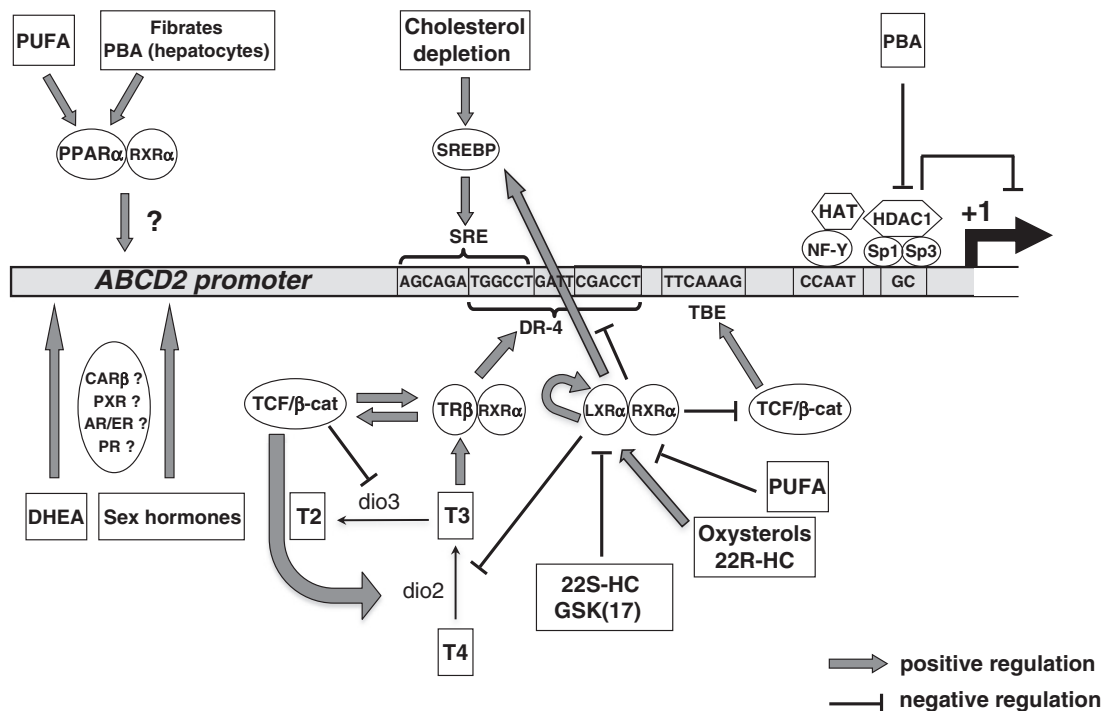 PUFA
Fibrates
PBA (hepatocytes)
Cholesterol
depletion
PBA
PPARα
RXRα
SREBP
?
SRE
HAT
HDAC1
+1
NF-Y
Sp1
Sp3
ABCD2 promoter
AGCAGA
TGGCCT
GATT
CGACCT
TTCAAAG
CCAAT
GC
DR-4
TBE
CARβ ?
PXR ?
AR/ER ?
PR ?
TCF/β-cat
TRβ
RXRα
LXRα
RXRα
TCF/β-cat
DHEA
Sex hormones
T2
dio3
T3
PUFA
Oxysterols
22R-HC
dio2
22S-HC
GSK(17)
T4
positive regulation
negative regulation